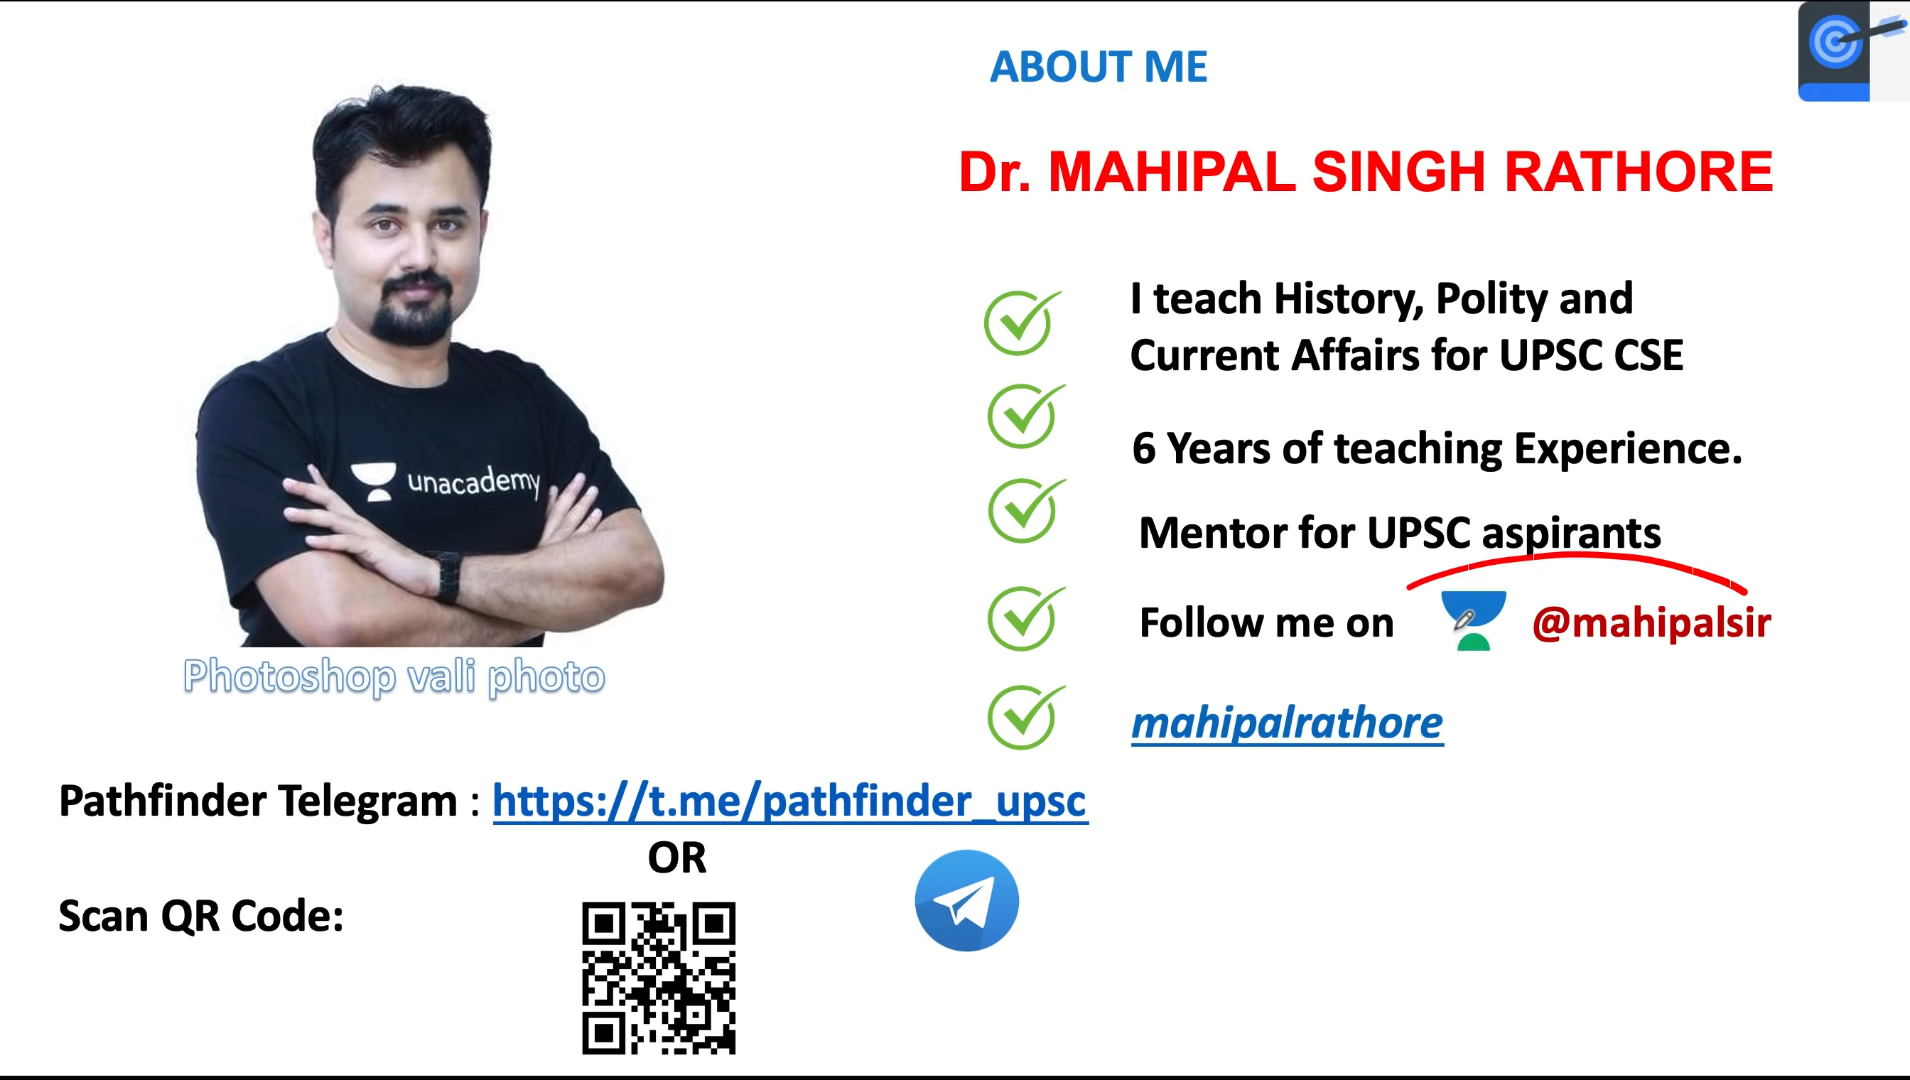 ABOUT ME
Dr. MAHIPAL SINGH RATHORE
I teach History, Polity and
Current Affairs for UPSC CSE
6 Years of teaching Experience.
Mentor for UPSC aspirants
Follow me on @mahipalsir
mahipalrathore
unacademy
Photoshop vali photo
Pathfinder Telegram : https://t.me/pathfinder_upsc
OR
Scan QR Code: